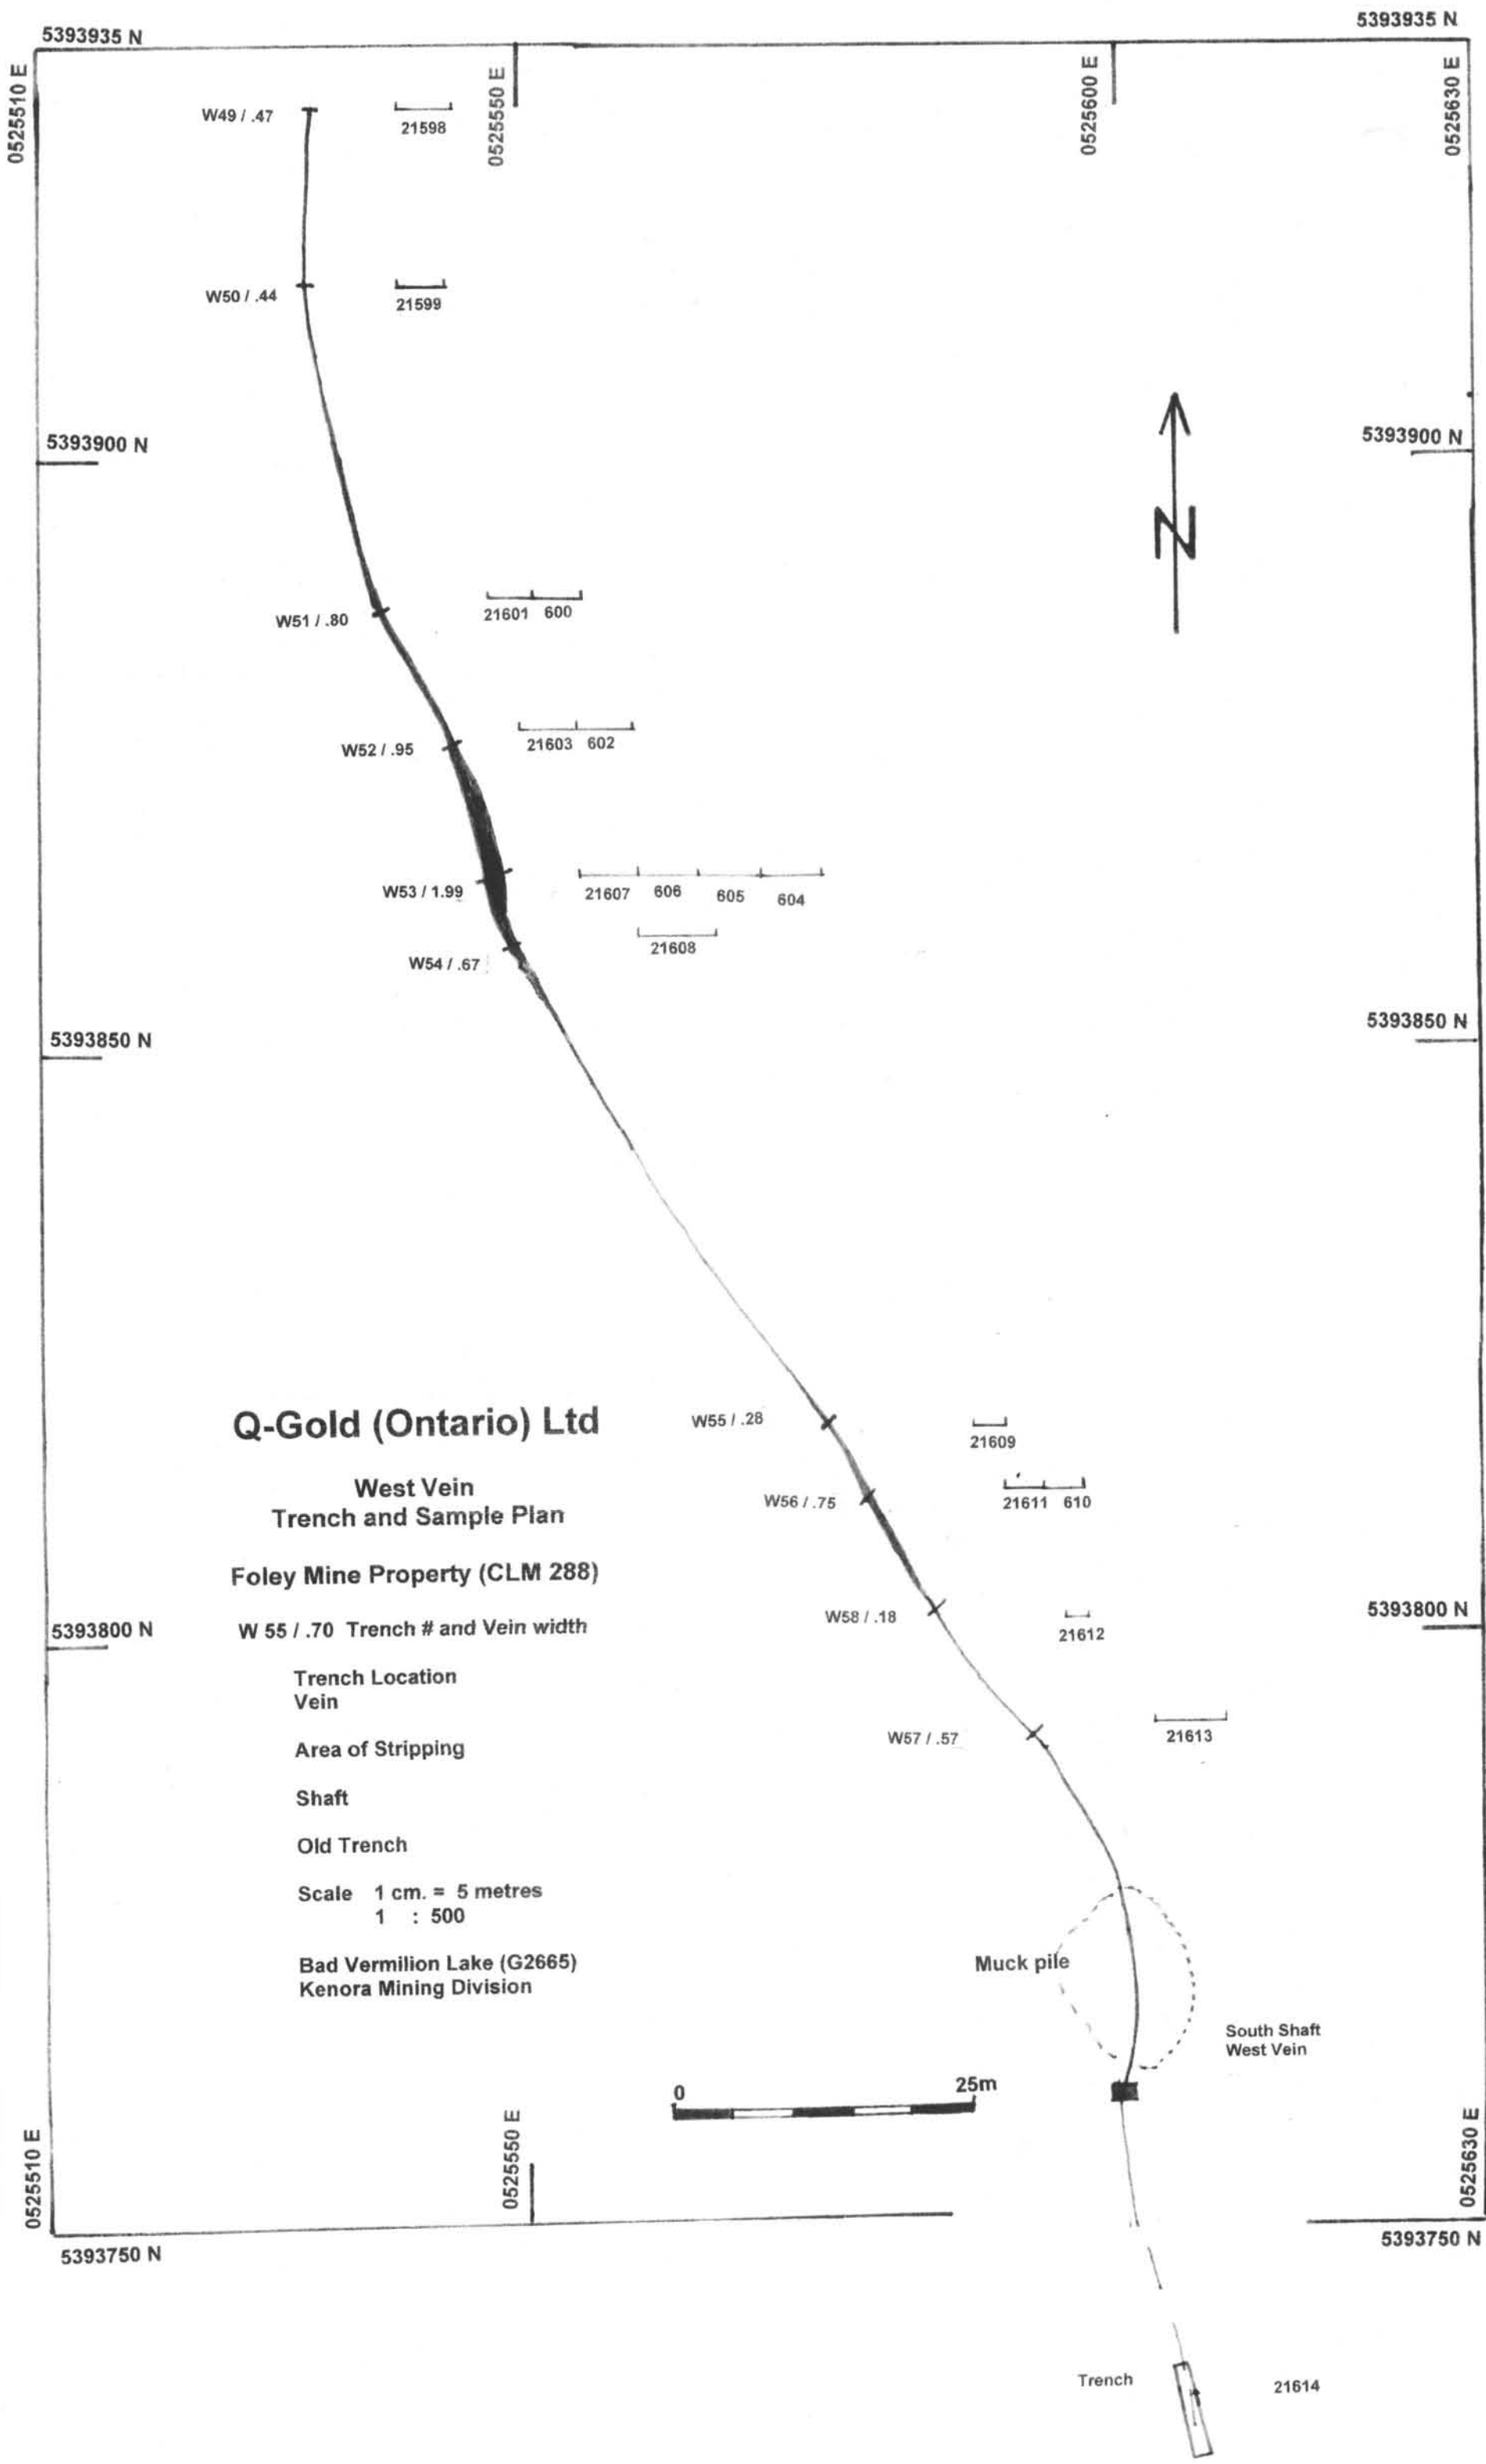 5393935 N
5393935 N
0525510 E
0525550 E
0525600 E
0525630 E
W49 / .47
21598
W50 / .44
21599
5393900 N
5393900 N
N
W51 / .80
21601 600
W52 / .95
21603 602
W53 / 1.99
21607 606 605 604
W54 / .67
21608
5393850 N
5393850 N
W55 / .28
21609
W56 / .75
21611 610
W58 / .18
21612
W57 / .57
21613
Q-Gold (Ontario) Ltd
West Vein
Trench and Sample Plan
Foley Mine Property (CLM 288)
5393800 N
5393800 N
W 55 / .70 Trench # and Vein width
Trench Location
Vein
Area of Stripping
Shaft
Old Trench
Scale 1 cm. = 5 metres
1 : 500
Bad Vermilion Lake (G2665)
Kenora Mining Division
Muck pile
South Shaft
West Vein
0 25m
0525510 E
0525550 E
0525630 E
5393750 N
5393750 N
Trench
21614